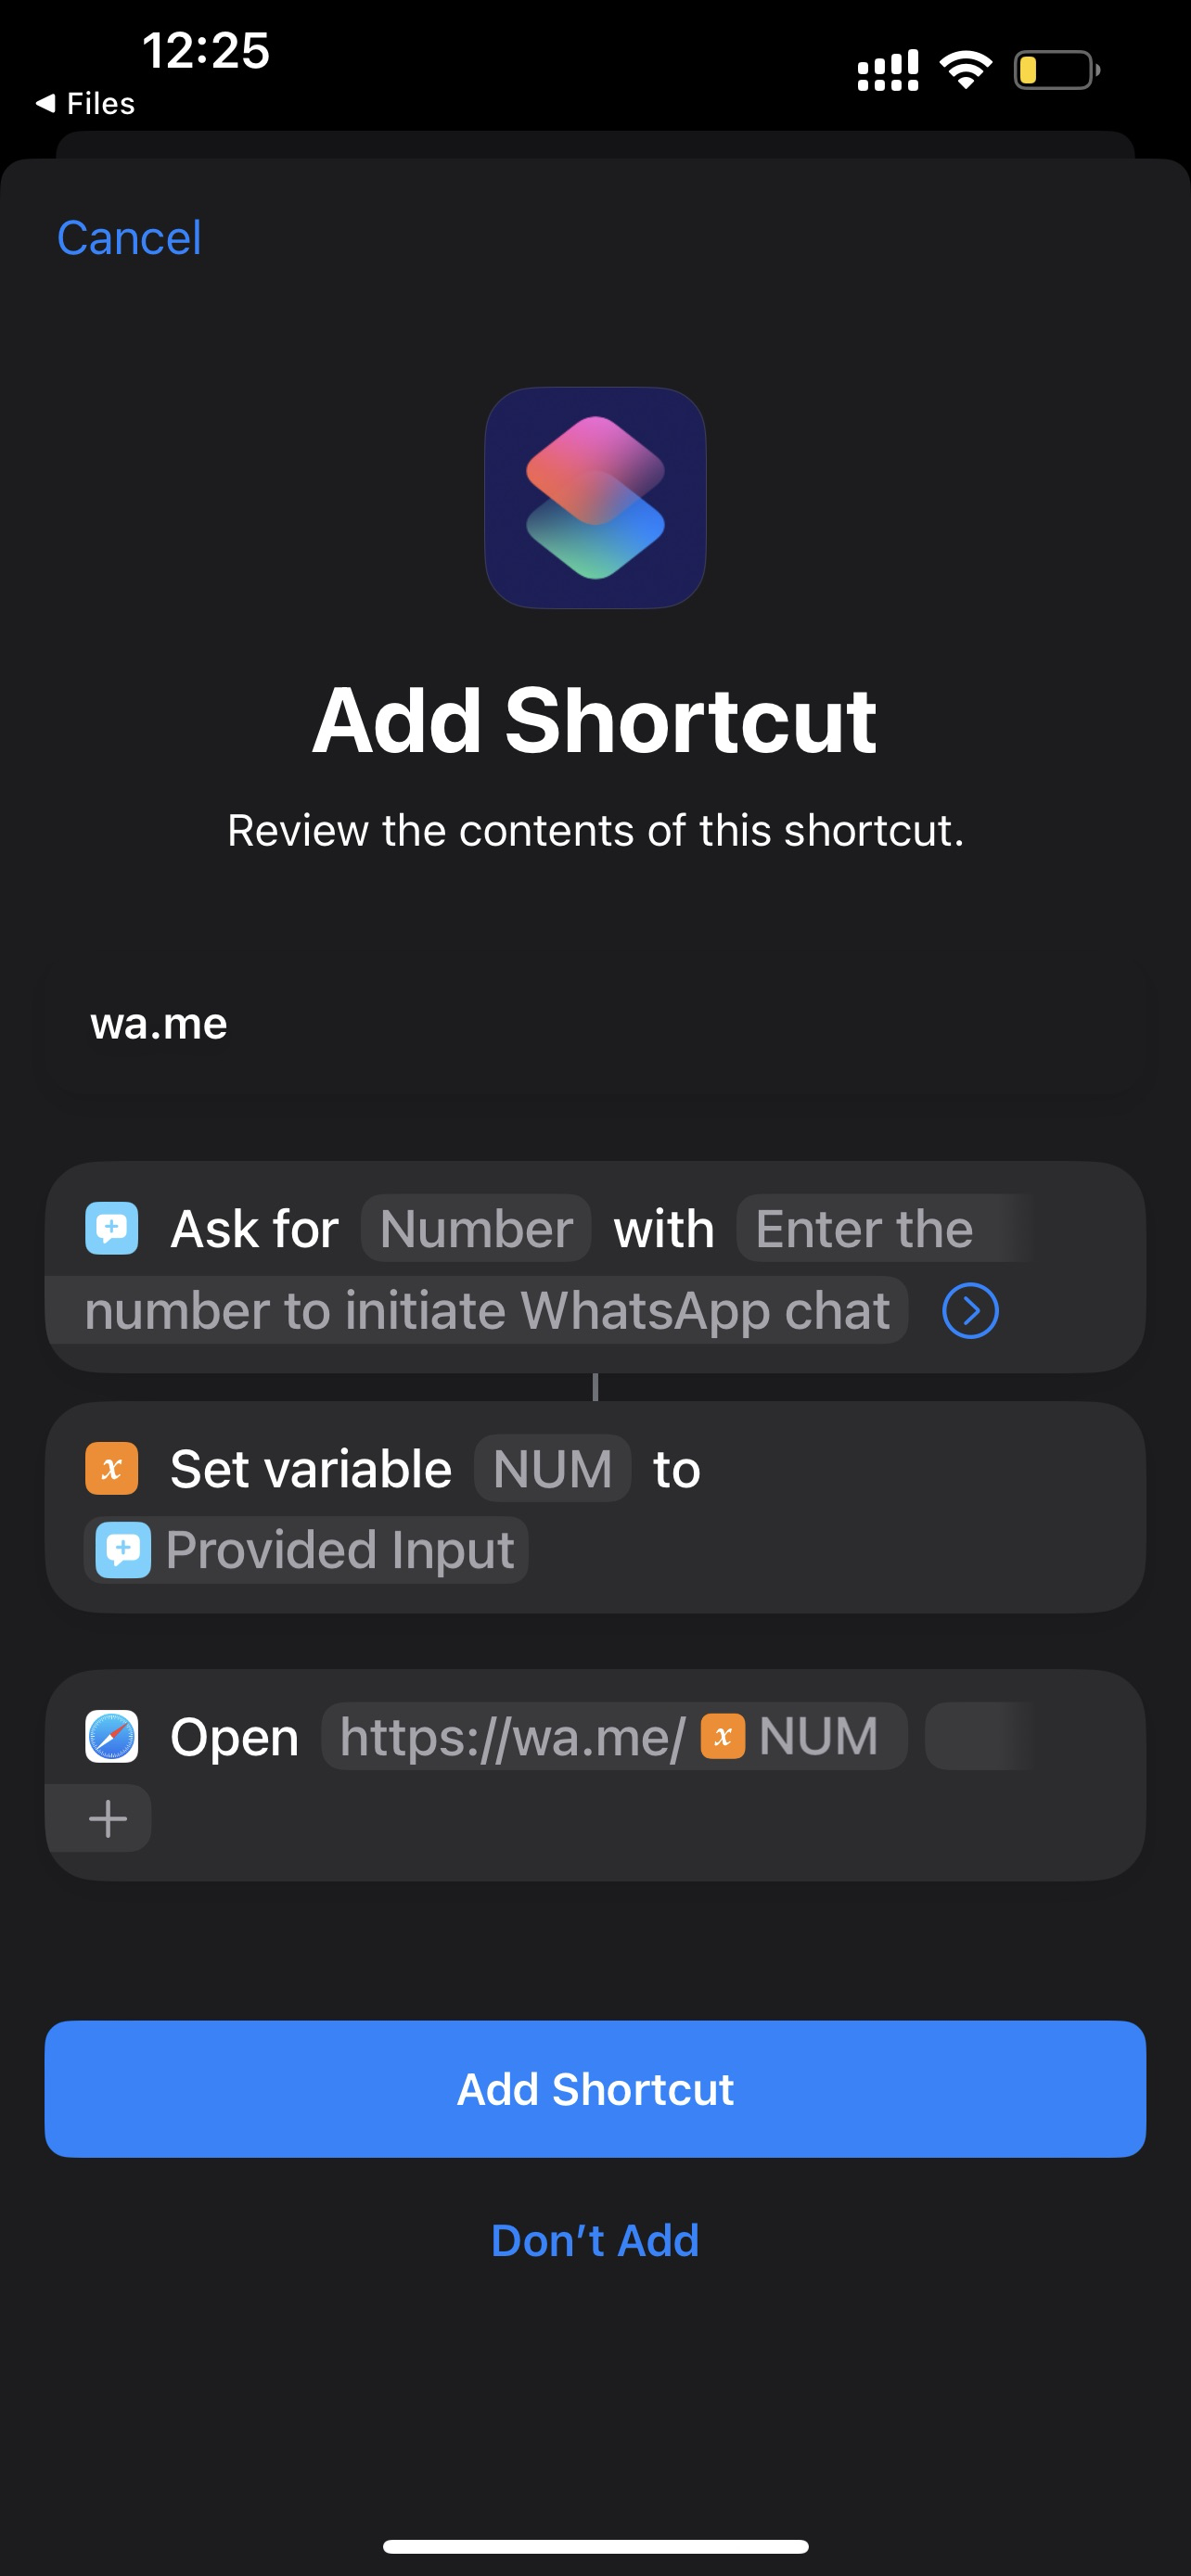 12:25
◀ Files
Cancel
Add Shortcut
Review the contents of this shortcut.
wa.me
Ask for Number with Enter the
number to initiate WhatsApp chat
x Set variable NUM to
Provided Input
Open https://wa.me/ x NUM
+
Add Shortcut
Don’t Add